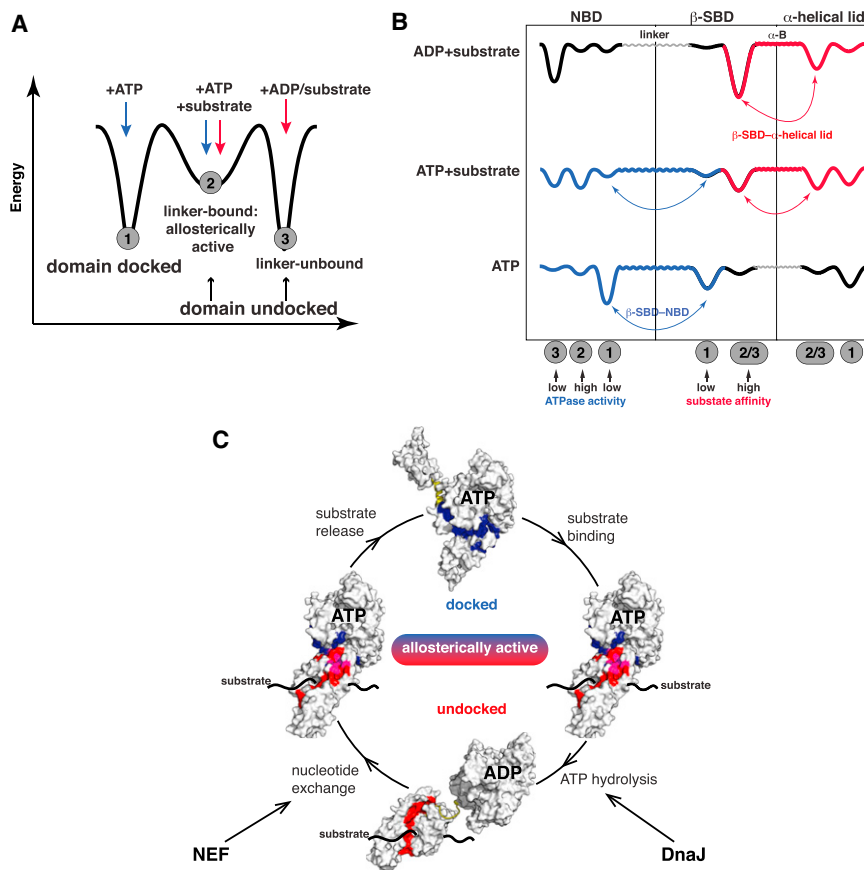 A
+ATP
+ATP
+substrate
+ADP/substrate
Energy
1
2
3
linker-bound:
allosterically
active
domain docked
linker-unbound
domain undocked
B
NBD
β-SBD
α-helical lid
linker
α-B
ADP+substrate
β-SBD–α-helical lid
ATP+substrate
ATP
β-SBD–NBD
3
2
1
1
2/3
2/3
1
low
high
low
low
high
ATPase activity
substate affinity
C
substrate
release
ATP
substrate
binding
ATP
docked
ATP
allosterically active
substrate
substrate
undocked
nucleotide
exchange
ADP
ATP hydrolysis
substrate
NEF
DnaJ